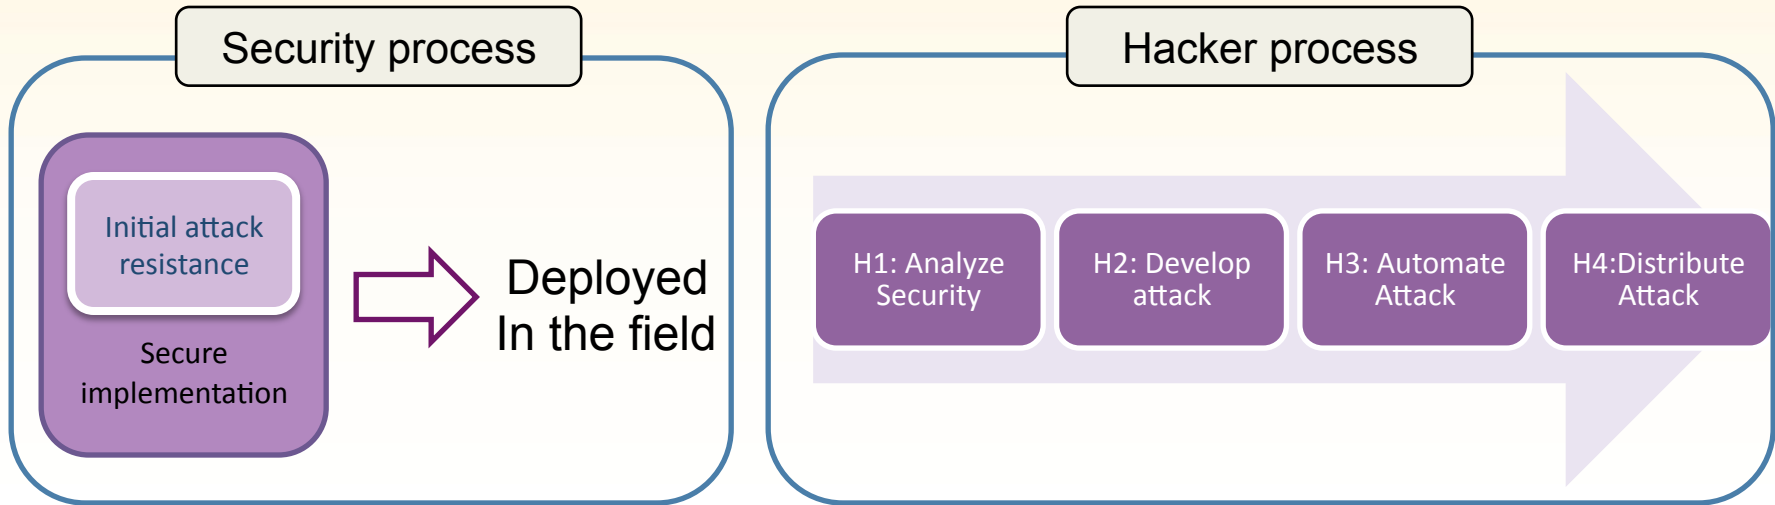 Security process
Initial attack
resistance
Secure
implementation
Deployed
In the field
Hacker process
H1: Analyze
Security
H2: Develop
attack
H3: Automate
Attack
H4:Distribute
Attack